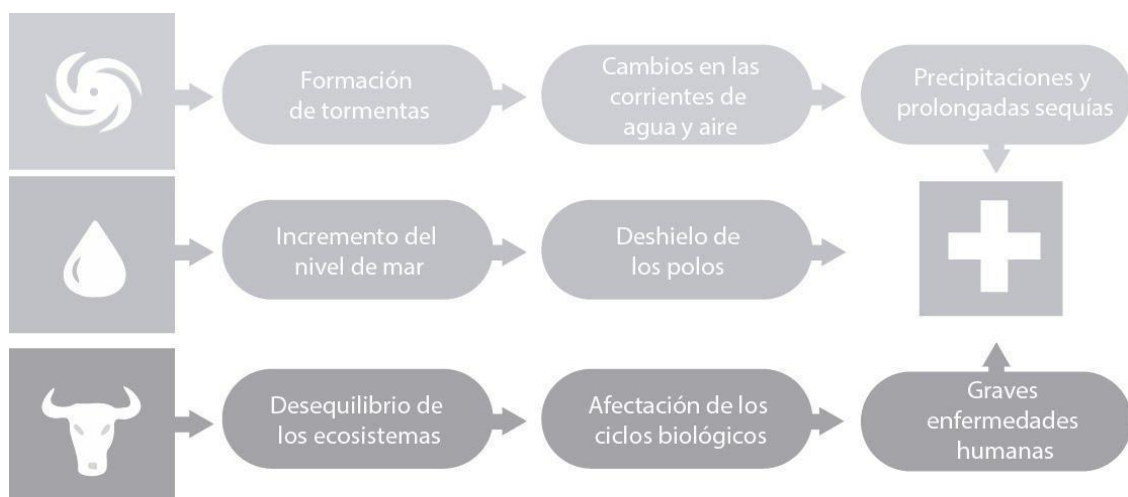 Formación
de tormentas
Cambios en las
corrientes de
agua y aire
Precipitaciones y
prolongadas sequías
Incremento del
nivel de mar
Deshielo de
los polos
Desequilibrio de
los ecosistemas
Afectación de los
ciclos biológicos
Graves
enfermedades
humanas